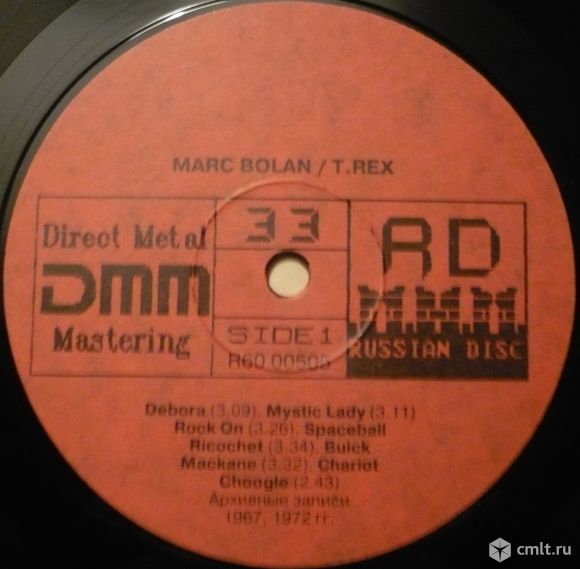 MARC BOLAN / T.REX
Direct Metal
DMM
Mastering
33
SIDE 1
R60 00505
RD
RUSSIAN DISC
Debora (3.09). Mystic Lady (3.11)
Rock On (3.26). Spaceball
Ricochet (3.34). Buick
Mackane (3.32). Chariot
Choogle (2.43)
Архивные записи
1967, 1972 гг.
cmlt.ru